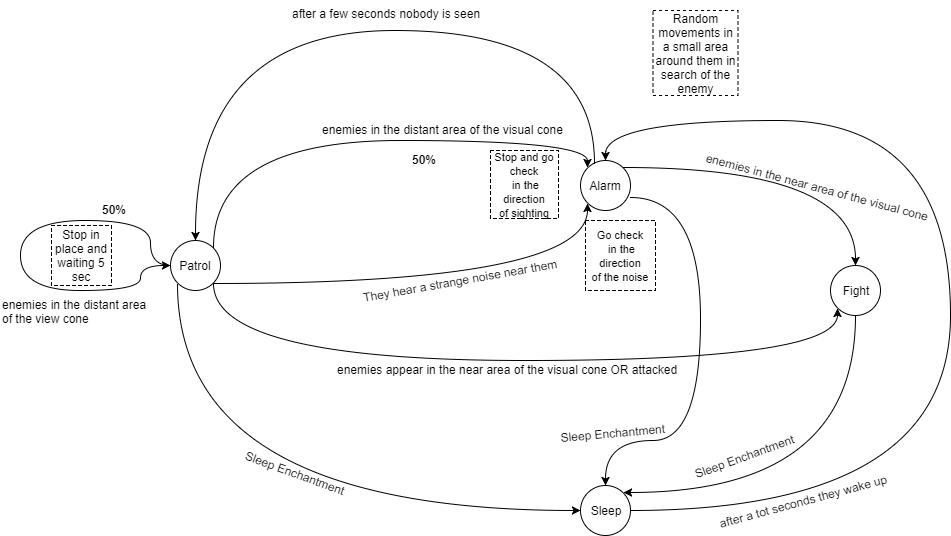 after a few seconds nobody is seen
Random
movements in
a small area
around them in
search of the
enemy
enemies in the distant area of the visual cone
50%
Stop and go
check
in the
direction
of sighting
Alarm
enemies in the near area of the visual cone
50%
Stop in
place and
waiting 5
sec
Patrol
Go check
in the
direction
of the noise
They hear a strange noise near them
Fight
enemies in the distant area
of the view cone
enemies appear in the near area of the visual cone OR attacked
Sleep Enchantment
Sleep Enchantment
Sleep Enchantment
Sleep
after a tot seconds they wake up